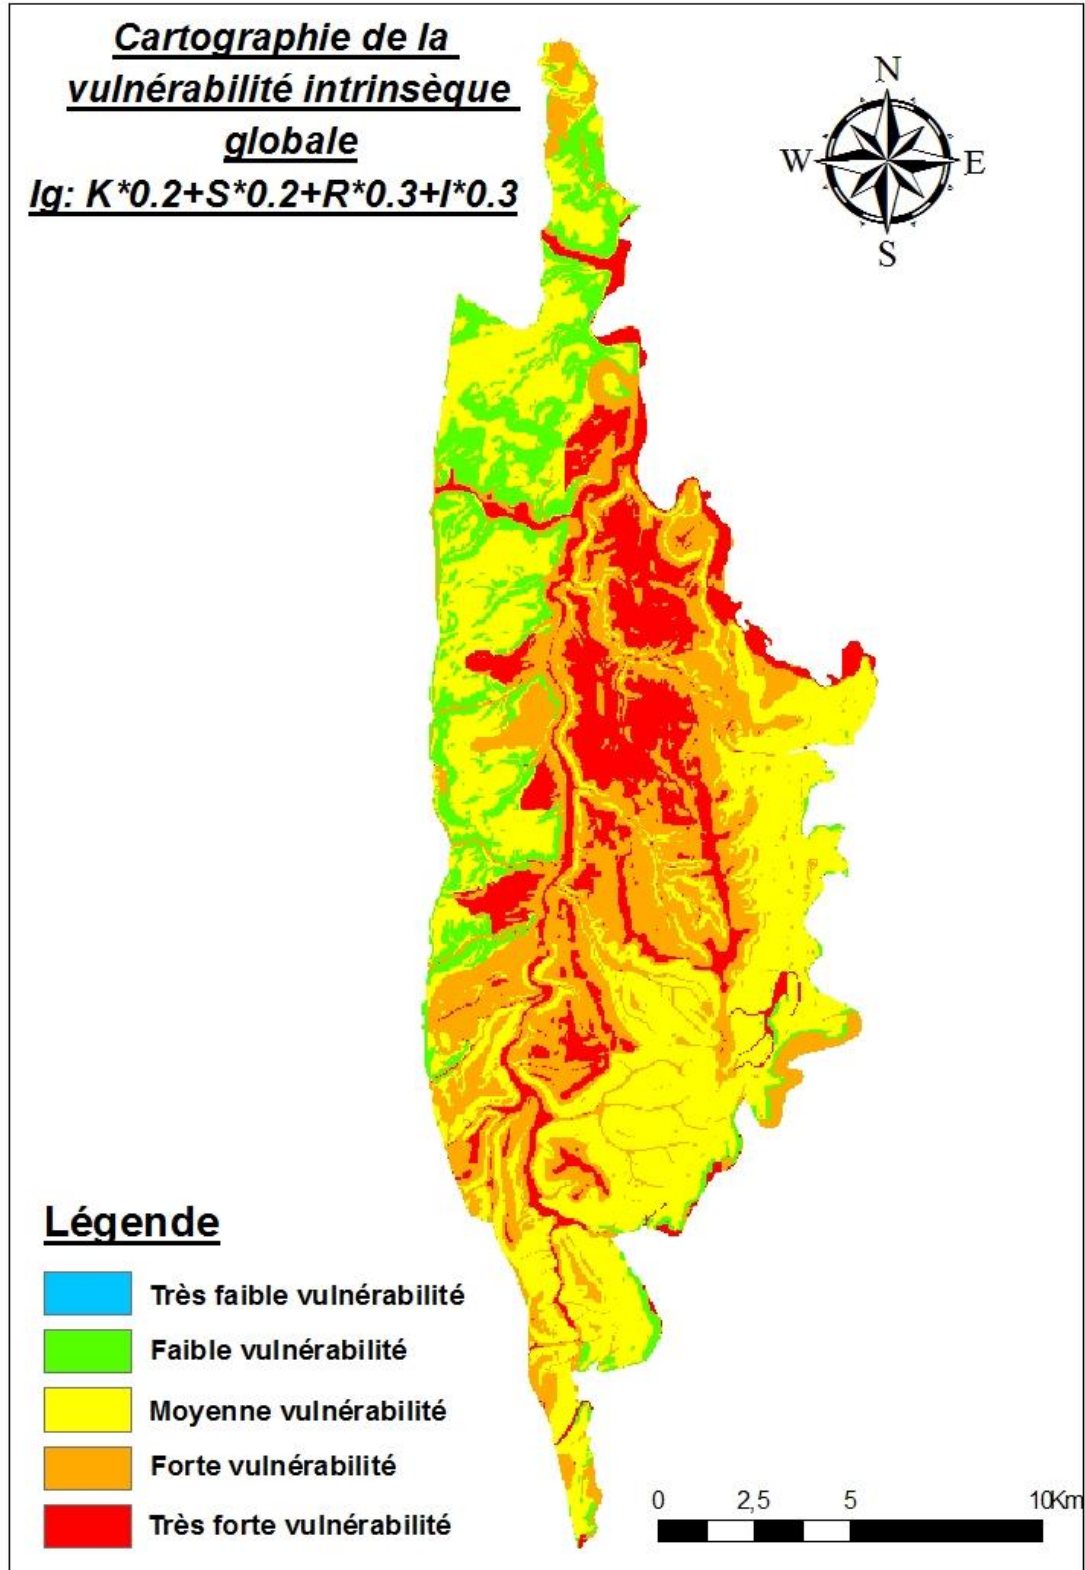 Cartographie de la
vulnérabilité intrinsèque
globale
Ig: K*0.2+S*0.2+R*0.3+I*0.3
N
W
E
S
Légende
Très faible vulnérabilité
Faible vulnérabilité
Moyenne vulnérabilité
Forte vulnérabilité
Très forte vulnérabilité
0 2,5 5 10Km